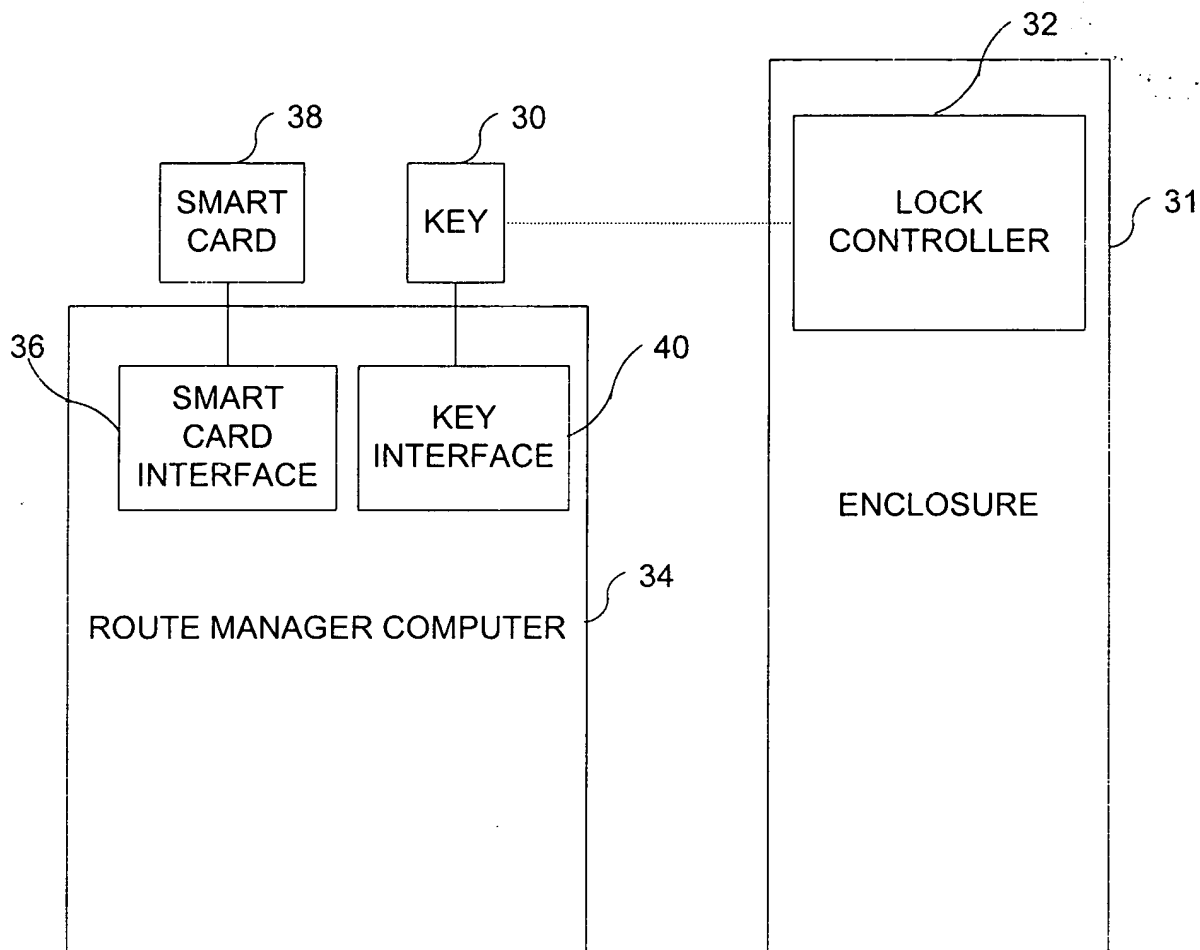 32
38
30
SMART
CARD
KEY
LOCK
CONTROLLER
31
36
40
SMART
CARD
INTERFACE
KEY
INTERFACE
ENCLOSURE
34
ROUTE MANAGER COMPUTER